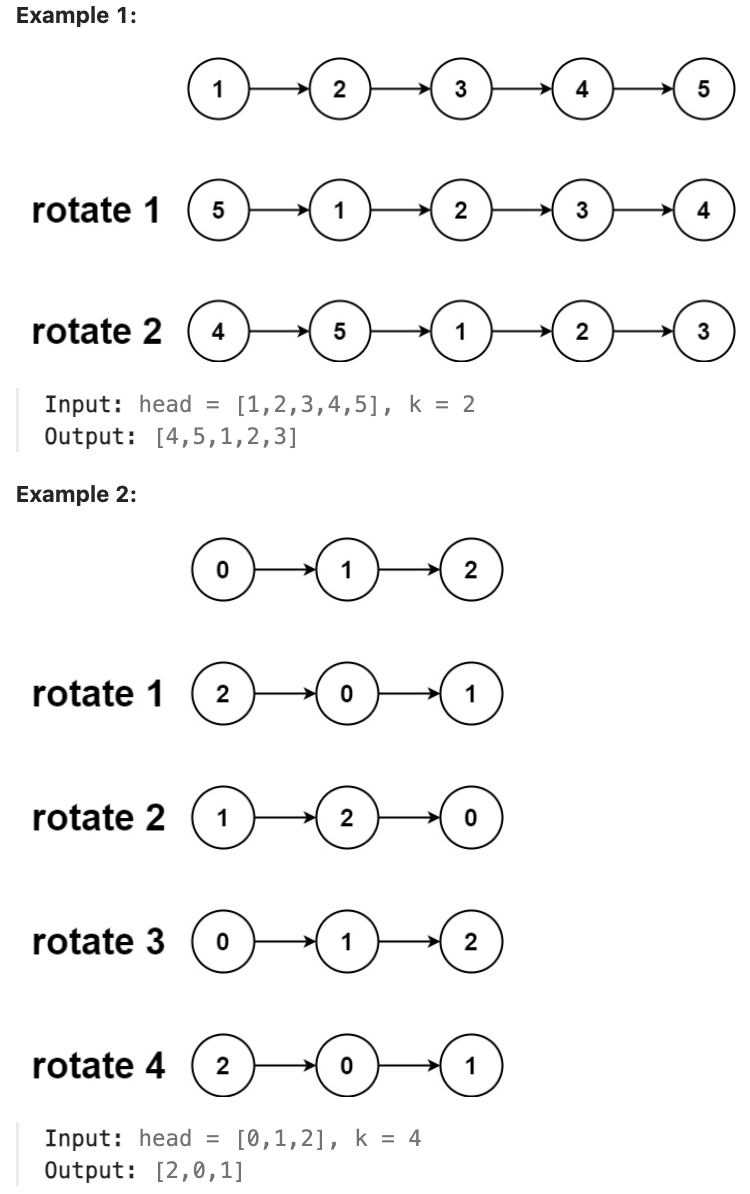 Example 1:
1 2 3 4 5
rotate 1 5 1 2 3 4
rotate 2 4 5 1 2 3
Input: head = [1,2,3,4,5], k = 2
Output: [4,5,1,2,3]
Example 2:
0 1 2
rotate 1 2 0 1
rotate 2 1 2 0
rotate 3 0 1 2
rotate 4 2 0 1
Input: head = [0,1,2], k = 4
Output: [2,0,1]